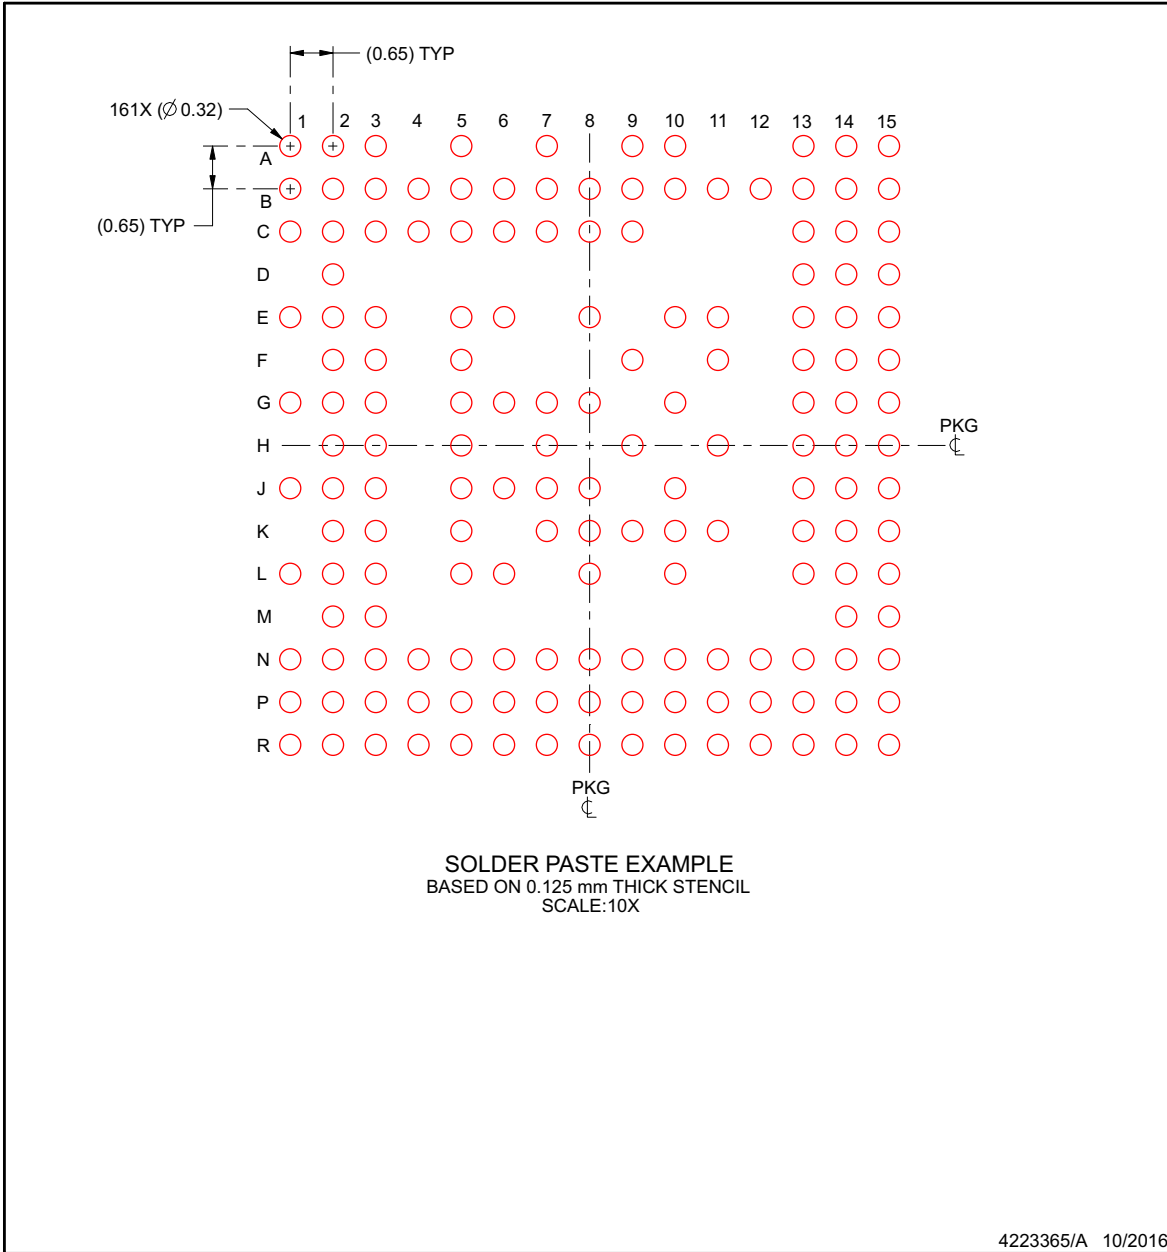 (0.65) TYP
161X (∅ 0.32)
1 2 3 4 5 6 7 8 9 10 11 12 13 14 15
A
B
(0.65) TYP
C
D
E
F
G
PKG
H
℄
J
K
L
M
N
P
R
PKG
℄
SOLDER PASTE EXAMPLE
BASED ON 0.125 mm THICK STENCIL
SCALE:10X
4223365/A 10/2016